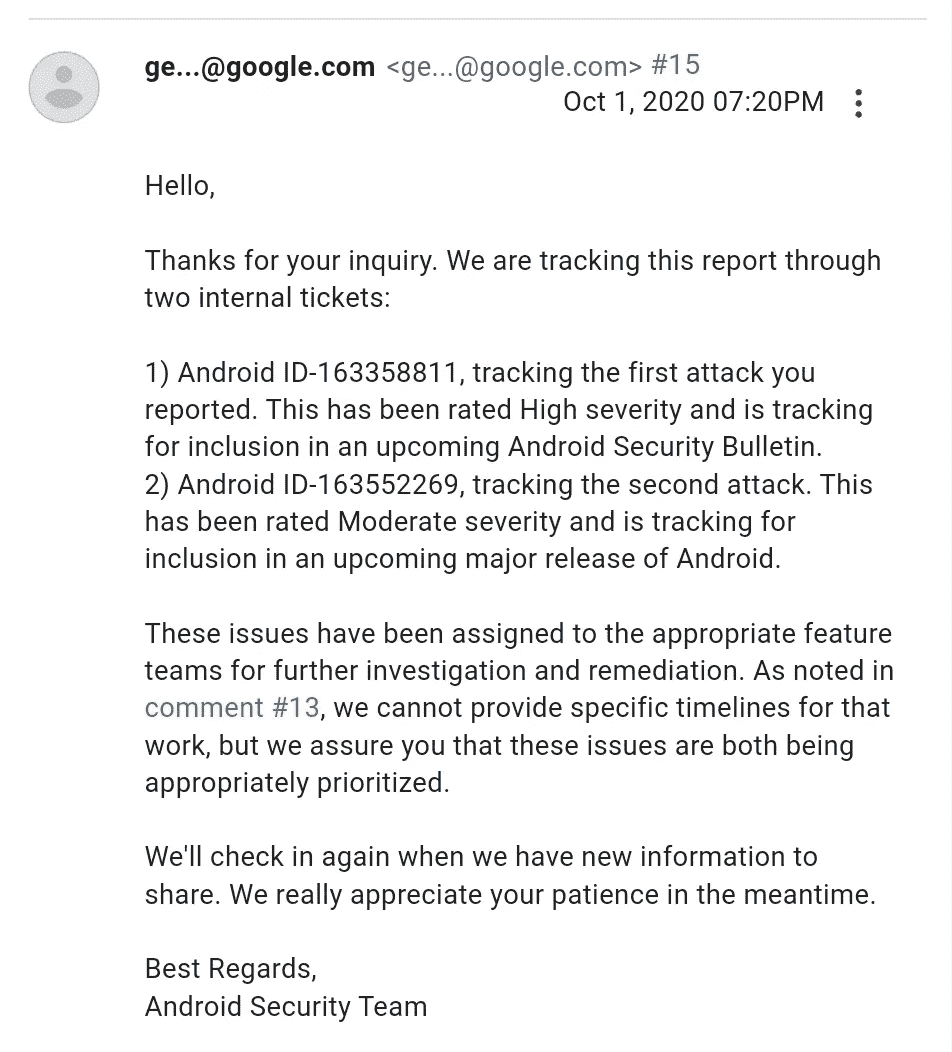 ge...@google.com <ge...@google.com> #15
Oct 1, 2020 07:20PM
Hello,
Thanks for your inquiry. We are tracking this report through
two internal tickets:
1) Android ID-163358811, tracking the first attack you
reported. This has been rated High severity and is tracking
for inclusion in an upcoming Android Security Bulletin.
2) Android ID-163552269, tracking the second attack. This
has been rated Moderate severity and is tracking for
inclusion in an upcoming major release of Android.
These issues have been assigned to the appropriate feature
teams for further investigation and remediation. As noted in
comment #13, we cannot provide specific timelines for that
work, but we assure you that these issues are both being
appropriately prioritized.
We'll check in again when we have new information to
share. We really appreciate your patience in the meantime.
Best Regards,
Android Security Team